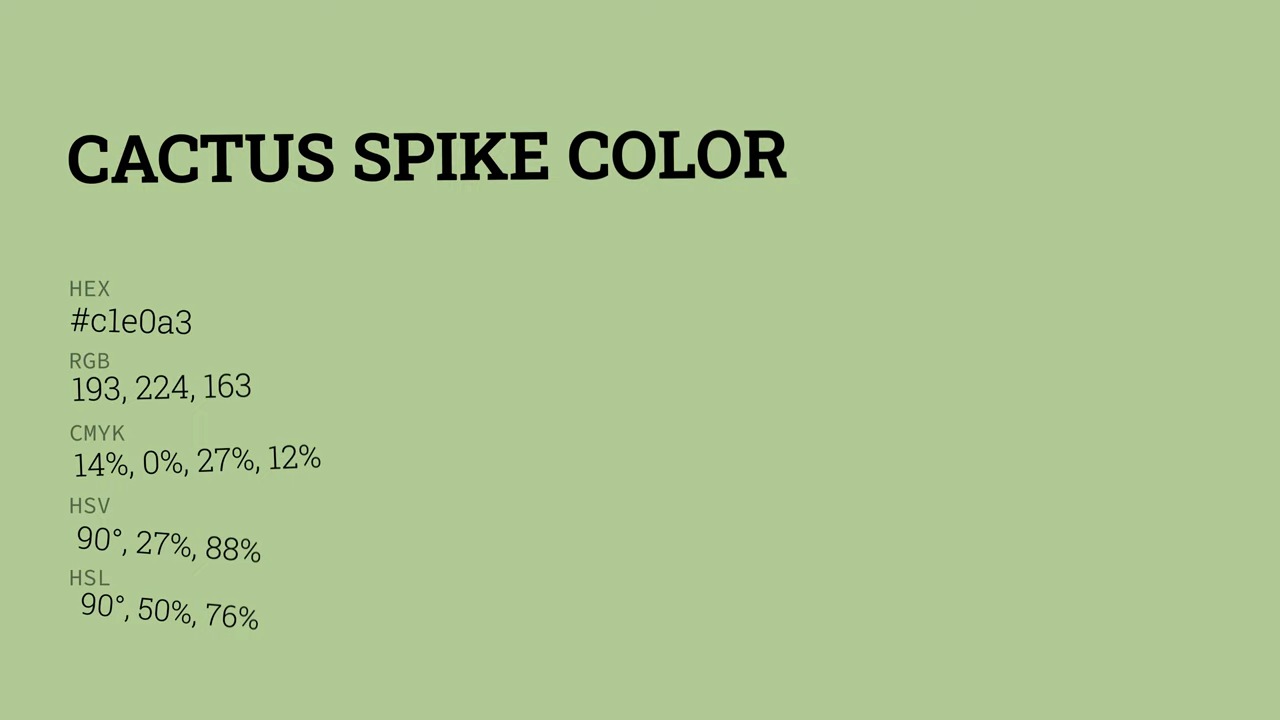 CACTUS SPIKE COLOR
HEX
#c1e0a3
RGB
193, 224, 163
CMYK
14%, 0%, 27%, 12%
HSV
90°, 27%, 88%
HSL
90°, 50%, 76%